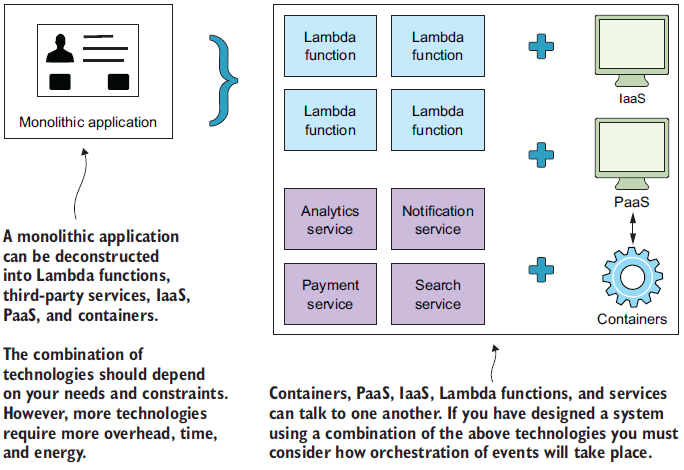 Monolithic application
Lambda
function
Lambda
function
Lambda
function
Lambda
function
Analytics
service
Notification
service
Payment
service
Search
service
IaaS
PaaS
Containers
A monolithic application
can be deconstructed
into Lambda functions,
third-party services, IaaS,
PaaS, and containers.
The combination of
technologies should depend
on your needs and constraints.
However, more technologies
require more overhead, time,
and energy.
Containers, PaaS, IaaS, Lambda functions, and services
can talk to one another. If you have designed a system
using a combination of the above technologies you must
consider how orchestration of events will take place.